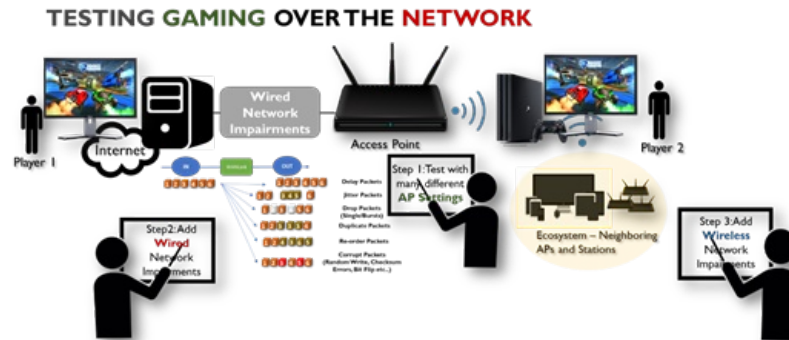 TESTING GAMING OVER THE NETWORK
Player 1
Internet
Wired
Network
Impairments
Access Point
Player 2
IN
OUT
Delay Packets
Jitter Packets
Drop Packets
(Single/Bursts)
Duplicate Packets
Re-order Packets
Corrupt Packets
(Random Write, Checksum
Errors, Bit Flip etc..)
Step 1:Test with
many different
AP Settings
Step2: Add
Wired
Network
Impairments
Ecosystem – Neighboring
APs and Stations
Step 3:Add
Wireless
Network
Impairments